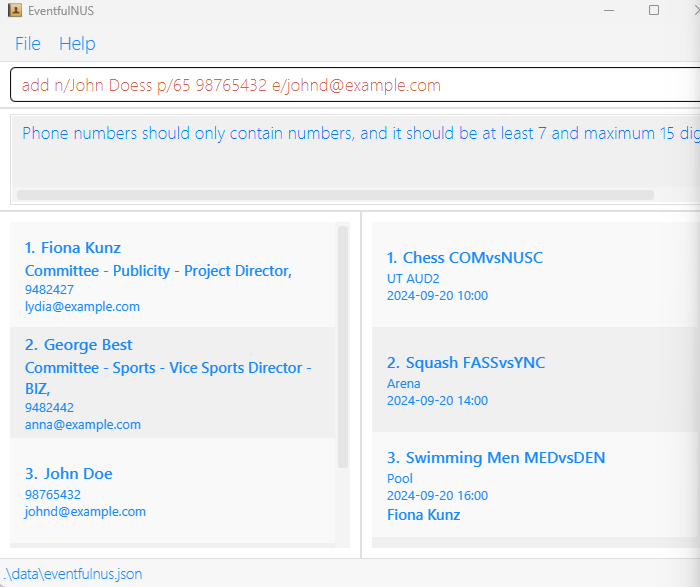 EventfulNUS
File Help
add n/John Doess p/65 98765432 e/johnd@example.com
Phone numbers should only contain numbers, and it should be at least 7 and maximum 15 dig
1. Fiona Kunz
Committee - Publicity - Project Director,
9482427
lydia@example.com
2. George Best
Committee - Sports - Vice Sports Director -
BIZ,
9482442
anna@example.com
3. John Doe
98765432
johnd@example.com
1. Chess COMvsNUSC
UT AUD2
2024-09-20 10:00
2. Squash FASSvsYNC
Arena
2024-09-20 14:00
3. Swimming Men MEDvsDEN
Pool
2024-09-20 16:00
Fiona Kunz
.\data\eventfulnus.json